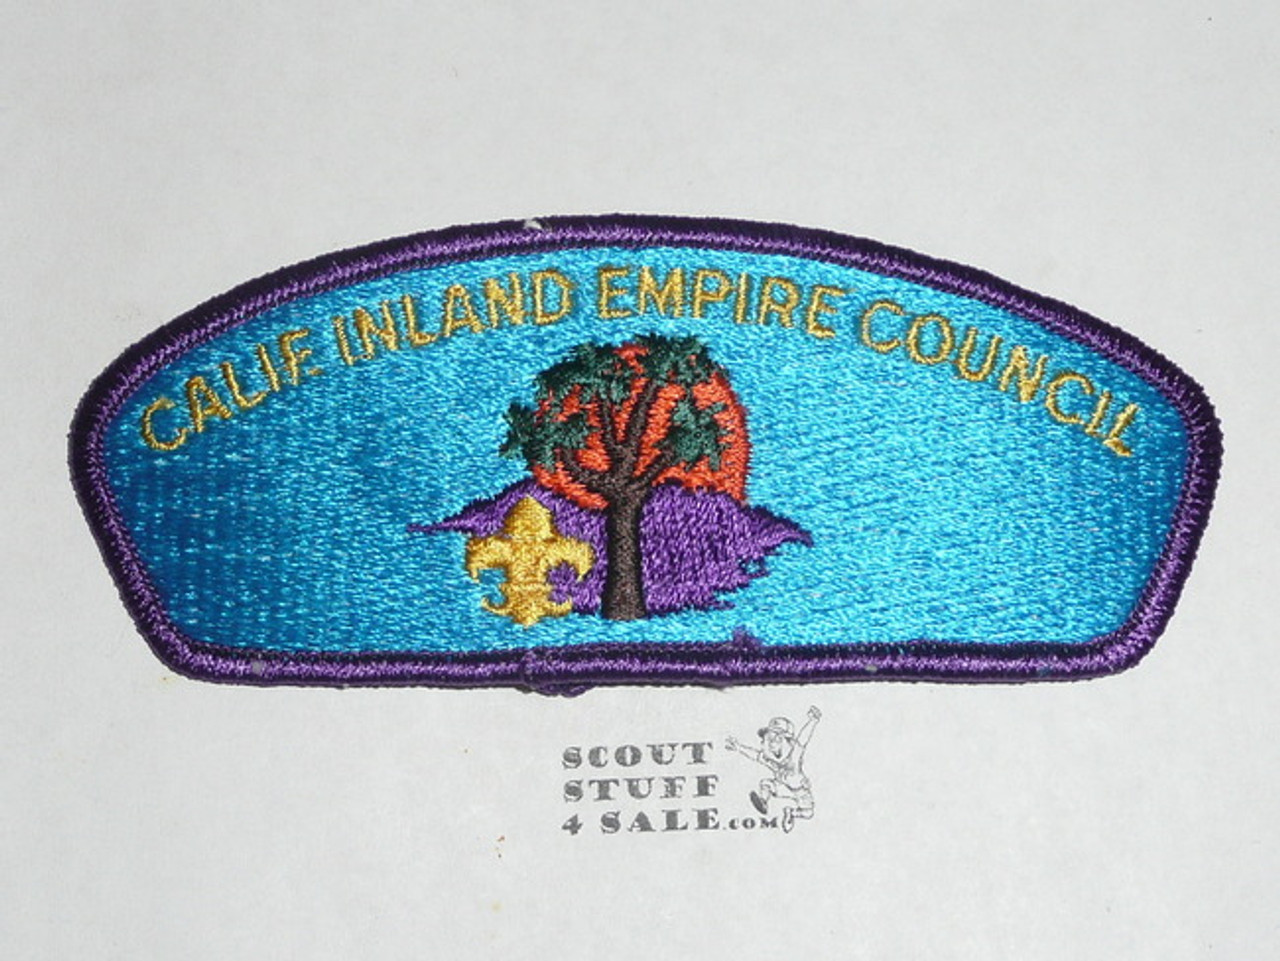 CALIF. INLAND EMPIRE COUNCIL
SCOUT
STUFF
4 SALE.COM